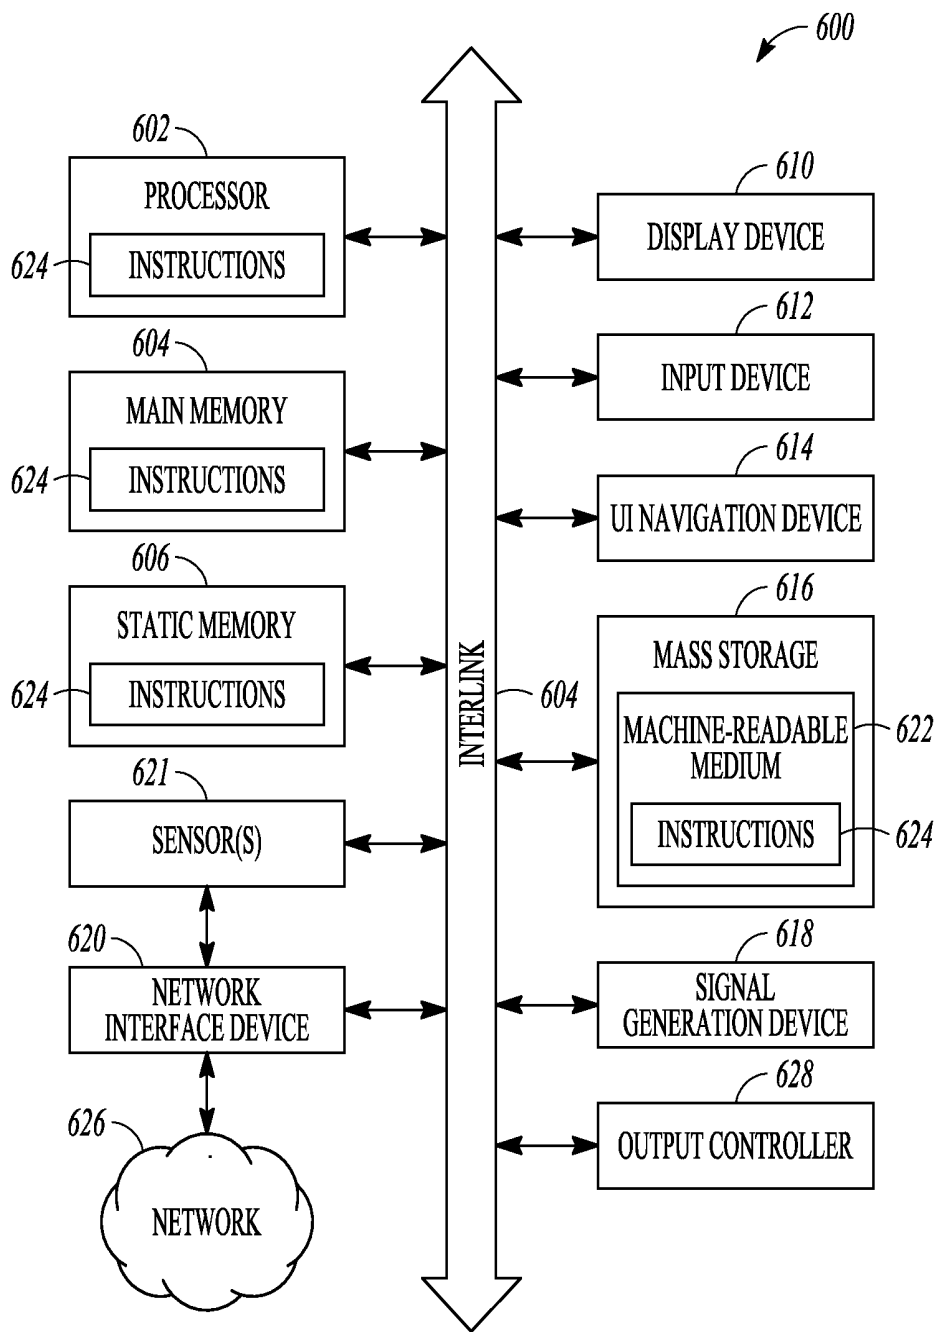 600
602
PROCESSOR
624
INSTRUCTIONS
604
MAIN MEMORY
624
INSTRUCTIONS
606
STATIC MEMORY
624
INSTRUCTIONS
621
SENSOR(S)
620
NETWORK
INTERFACE DEVICE
626
NETWORK
INTERLINK
604
610
DISPLAY DEVICE
612
INPUT DEVICE
614
UI NAVIGATION DEVICE
616
MASS STORAGE
MACHINE-READABLE
MEDIUM
622
INSTRUCTIONS
624
618
SIGNAL
GENERATION DEVICE
628
OUTPUT CONTROLLER